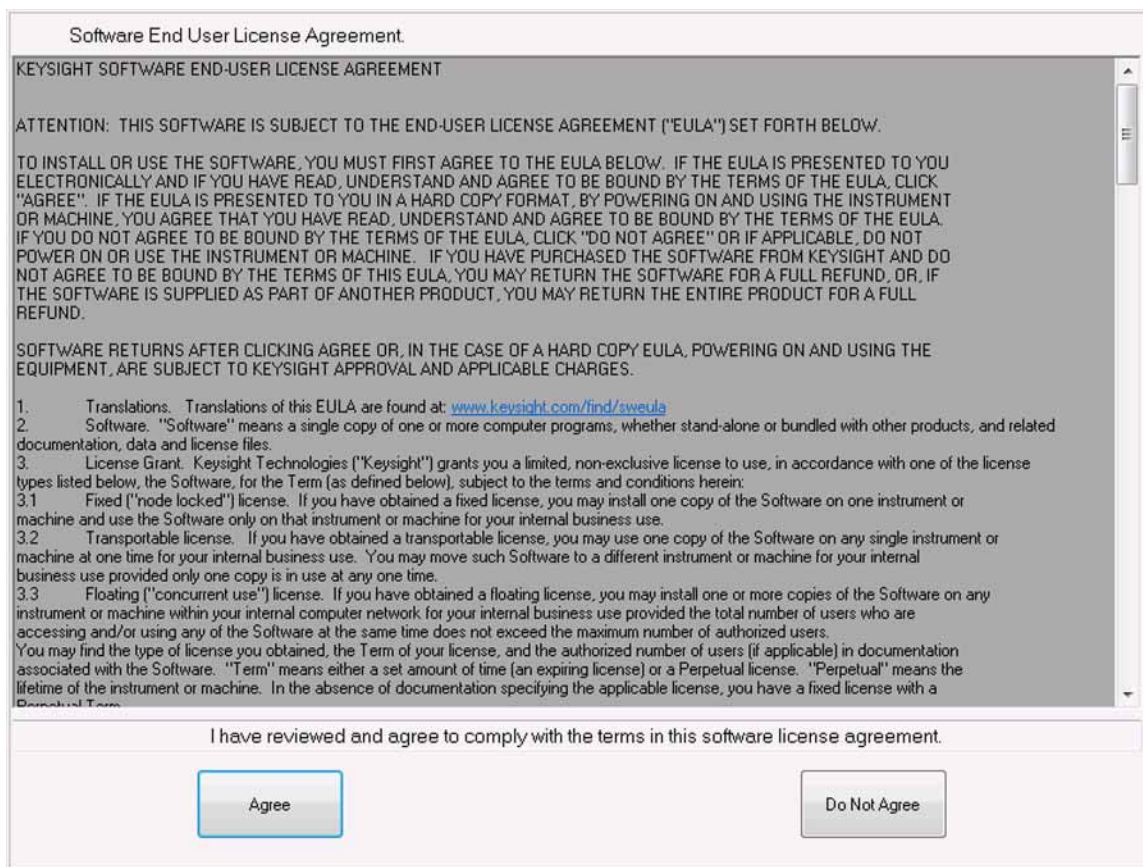 Software End User License Agreement.
KEYSIGHT SOFTWARE END-USER LICENSE AGREEMENT
ATTENTION: THIS SOFTWARE IS SUBJECT TO THE END-USER LICENSE AGREEMENT ("EULA") SET FORTH BELOW.
TO INSTALL OR USE THE SOFTWARE, YOU MUST FIRST AGREE TO THE EULA BELOW. IF THE EULA IS PRESENTED TO YOU
ELECTRONICALLY AND IF YOU HAVE READ, UNDERSTAND AND AGREE TO BE BOUND BY THE TERMS OF THE EULA, CLICK
"AGREE". IF THE EULA IS PRESENTED TO YOU IN A HARD COPY FORMAT, BY POWERING ON AND USING THE INSTRUMENT
OR MACHINE, YOU AGREE THAT YOU HAVE READ, UNDERSTAND AND AGREE TO BE BOUND BY THE TERMS OF THE EULA.
IF YOU DO NOT AGREE TO BE BOUND BY THE TERMS OF THE EULA, CLICK "DO NOT AGREE" OR IF APPLICABLE, DO NOT
POWER ON OR USE THE INSTRUMENT OR MACHINE. IF YOU HAVE PURCHASED THE SOFTWARE FROM KEYSIGHT AND DO
NOT AGREE TO BE BOUND BY THE TERMS OF THIS EULA, YOU MAY RETURN THE SOFTWARE FOR A FULL REFUND, OR, IF
THE SOFTWARE IS SUPPLIED AS PART OF ANOTHER PRODUCT, YOU MAY RETURN THE ENTIRE PRODUCT FOR A FULL
REFUND.
SOFTWARE RETURNS AFTER CLICKING AGREE OR, IN THE CASE OF A HARD COPY EULA, POWERING ON AND USING THE
EQUIPMENT, ARE SUBJECT TO KEYSIGHT APPROVAL AND APPLICABLE CHARGES.
1. Translations. Translations of this EULA are found at: www.keysight.com/find/sweula
2. Software. "Software" means a single copy of one or more computer programs, whether stand-alone or bundled with other products, and related
documentation, data and license files.
3. License Grant. Keysight Technologies ("Keysight") grants you a limited, non-exclusive license to use, in accordance with one of the license
types listed below, the Software, for the Term (as defined below), subject to the terms and conditions herein:
3.1 Fixed ("node locked") license. If you have obtained a fixed license, you may install one copy of the Software on one instrument or
machine and use the Software only on that instrument or machine for your internal business use.
3.2 Transportable license. If you have obtained a transportable license, you may use one copy of the Software on any single instrument or
machine at one time for your internal business use. You may move such Software to a different instrument or machine for your internal
business use provided only one copy is in use at any one time.
3.3 Floating ("concurrent use") license. If you have obtained a floating license, you may install one or more copies of the Software on any
instrument or machine within your internal computer network for your internal business use provided the total number of users who are
accessing and/or using any of the Software at the same time does not exceed the maximum number of authorized users.
You may find the type of license you obtained, the Term of your license, and the authorized number of users (if applicable) in documentation
associated with the Software. "Term" means either a set amount of time (an expiring license) or a Perpetual license. "Perpetual" means the
lifetime of the instrument or machine. In the absence of documentation specifying the applicable license, you have a fixed license with a
Perpetual Term
I have reviewed and agree to comply with the terms in this software license agreement.
Agree
Do Not Agree